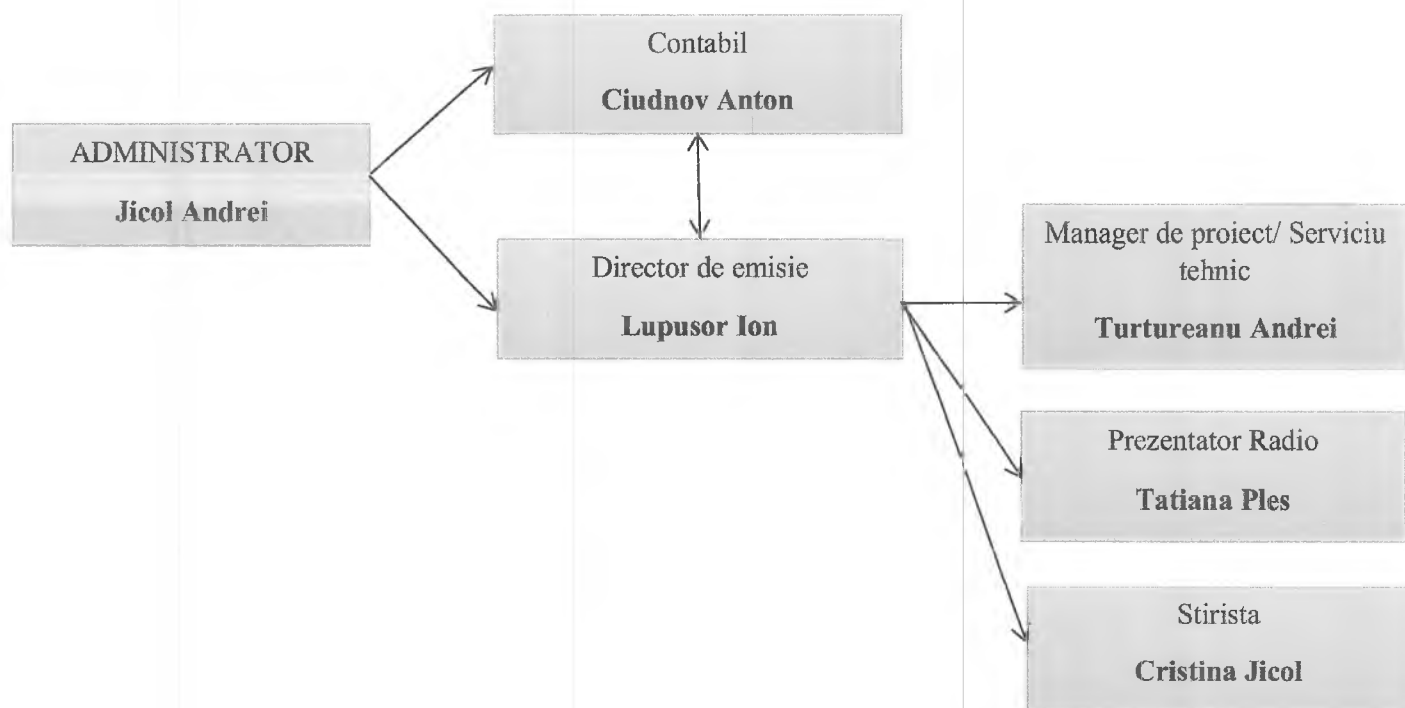 Contabil
Ciudnov Anton
ADMINISTRATOR
Jicol Andrei
Director de emisie
Lupusor Ion
Manager de proiect/ Serviciu
tehnic
Turtureanu Andrei
Prezentator Radio
Tatiana Ples
Stirista
Cristina Jicol